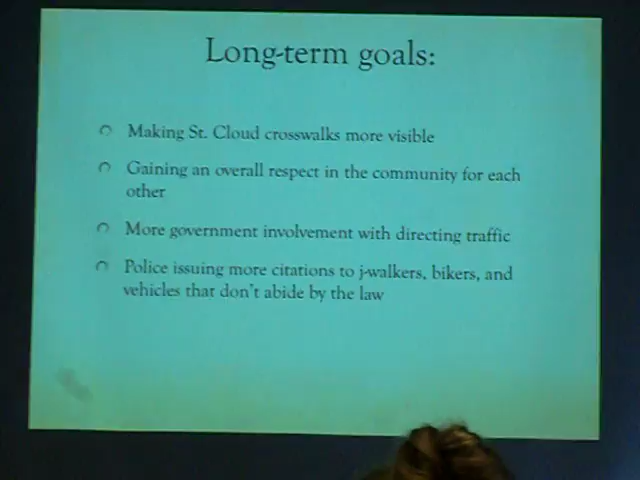 Long-term goals:
Making St. Cloud crosswalks more visible
Gaining an overall respect in the community for each
other
More government involvement with directing traffic
Police issuing more citations to j-walkers, bikers, and
vehicles that don't abide by the law